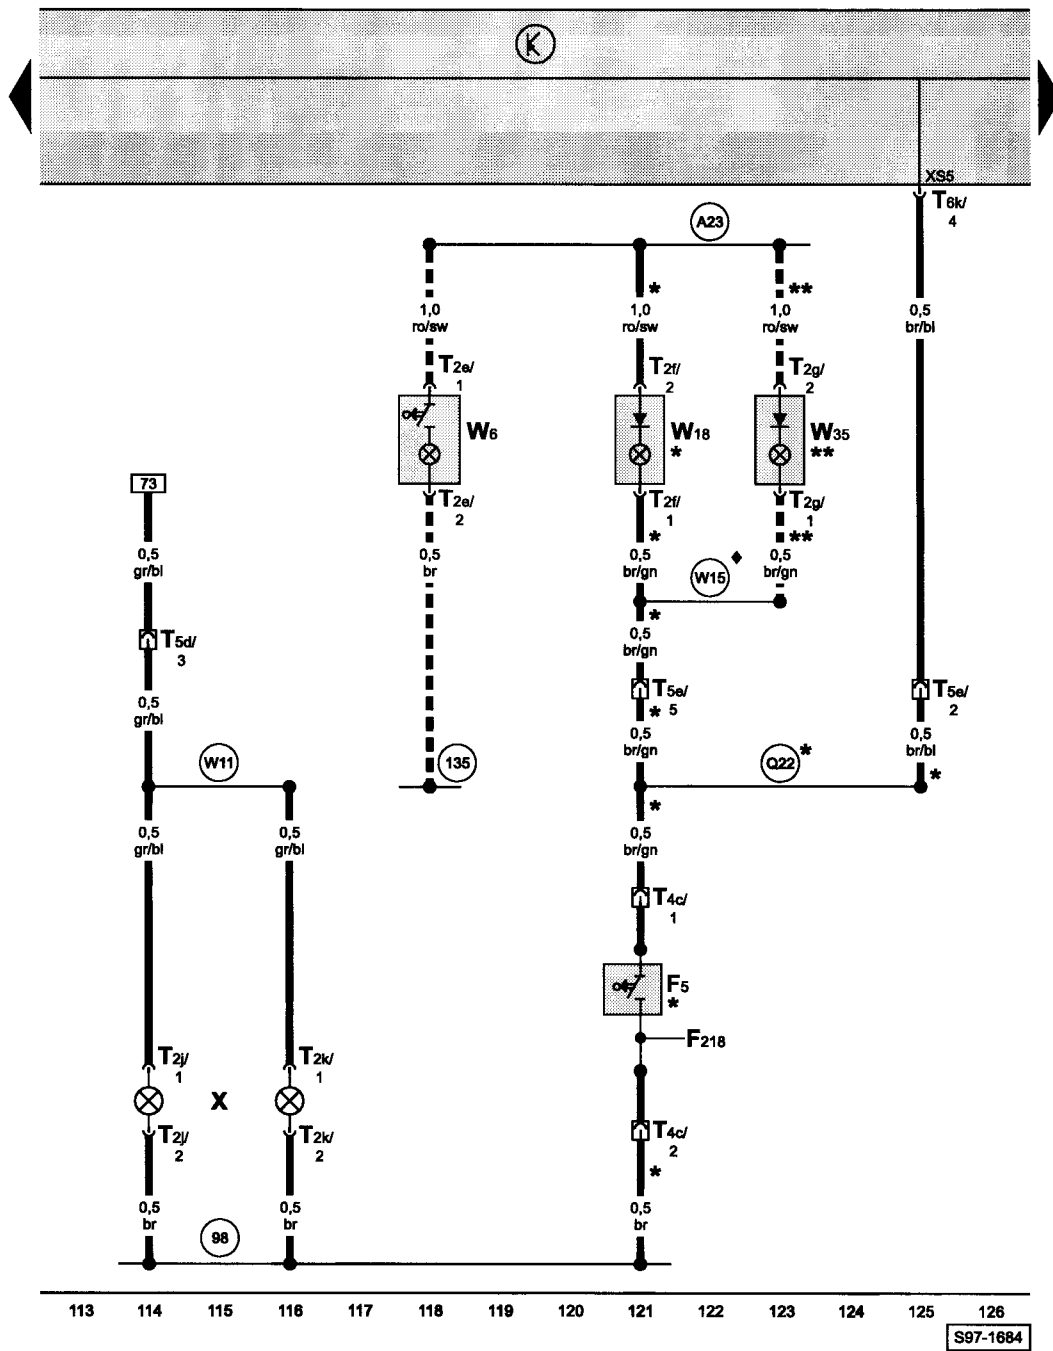 K
XS5
T6k/
4
A23
*
**
1,0
ro/sw
1,0
ro/sw
1,0
ro/sw
0,5
br/bl
T2e/
1
T2f/
2
T2g/
2
W6
W18
*
W35
**
73
T2e/
2
T2f/
1
*
T2g/
1
**
0,5
gr/bl
0,5
br
0,5
br/gn
W15
♦
0,5
br/gn
*
T5d/
3
0,5
br/gn
T5e/
5
*
T5e/
2
0,5
gr/bl
0,5
br/gn
0,5
br/bl
W11
135
Q22
*
*
*
0,5
gr/bl
0,5
gr/bl
0,5
br/gn
T4c/
1
F5
*
F218
T2j/
1
T2k/
1
X
T2j/
2
T2k/
2
T4c/
2
*
0,5
br
0,5
br
0,5
br
98
113 114 115 116 117 118 119 120 121 122 123 124 125 126
S97-1684